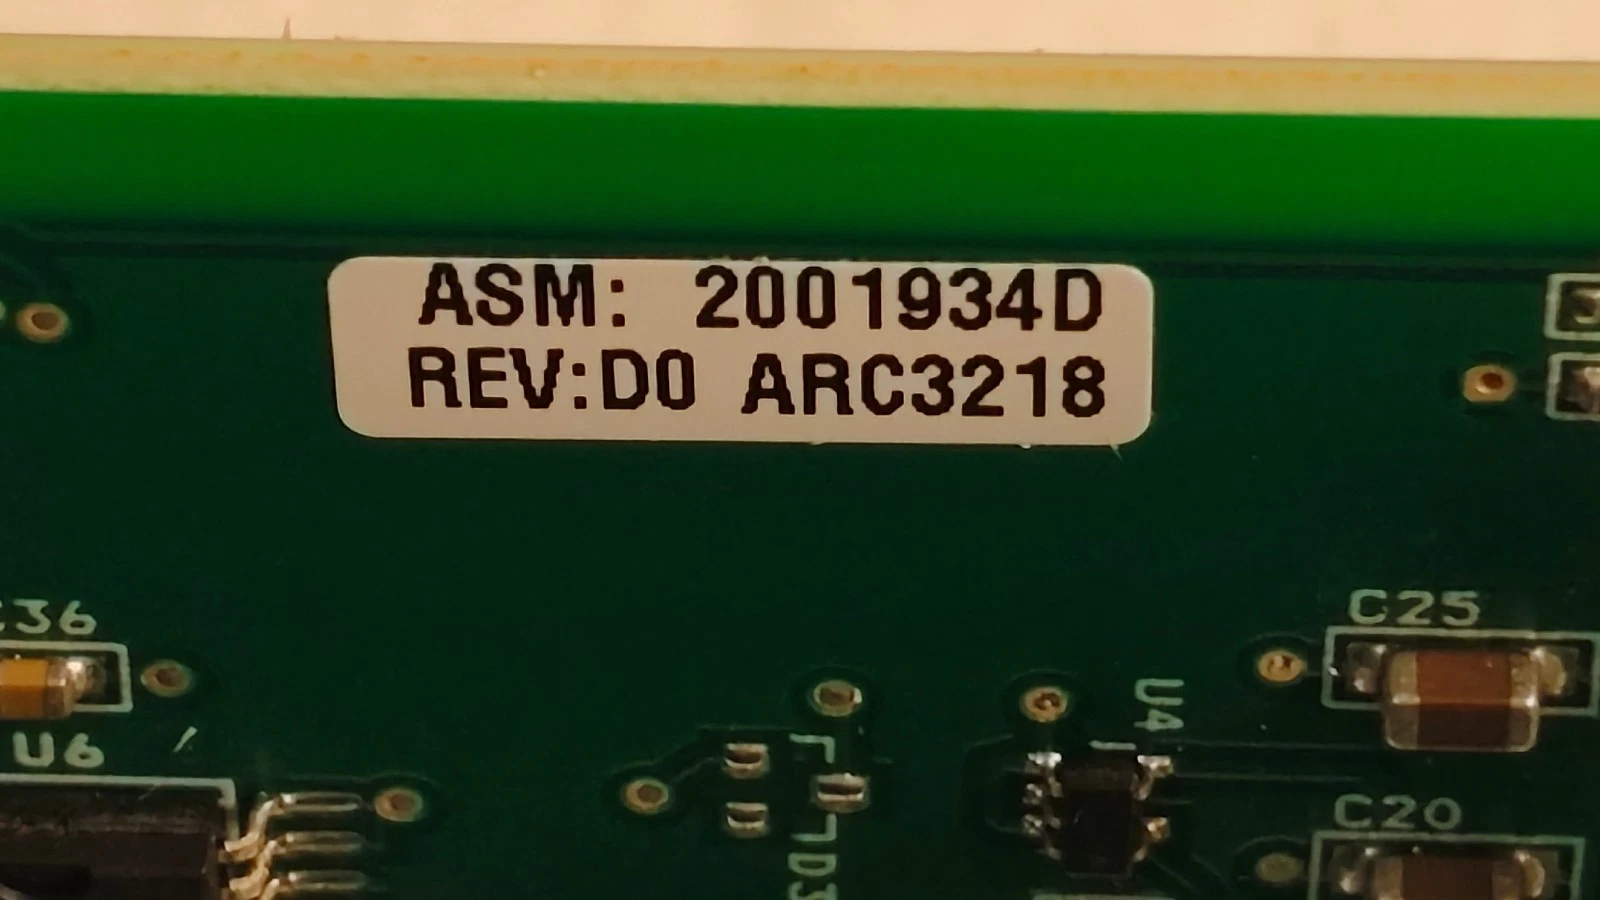 ASM: 2001934D
REV:D0 ARC3218
C36
C25
U4
U6
C20